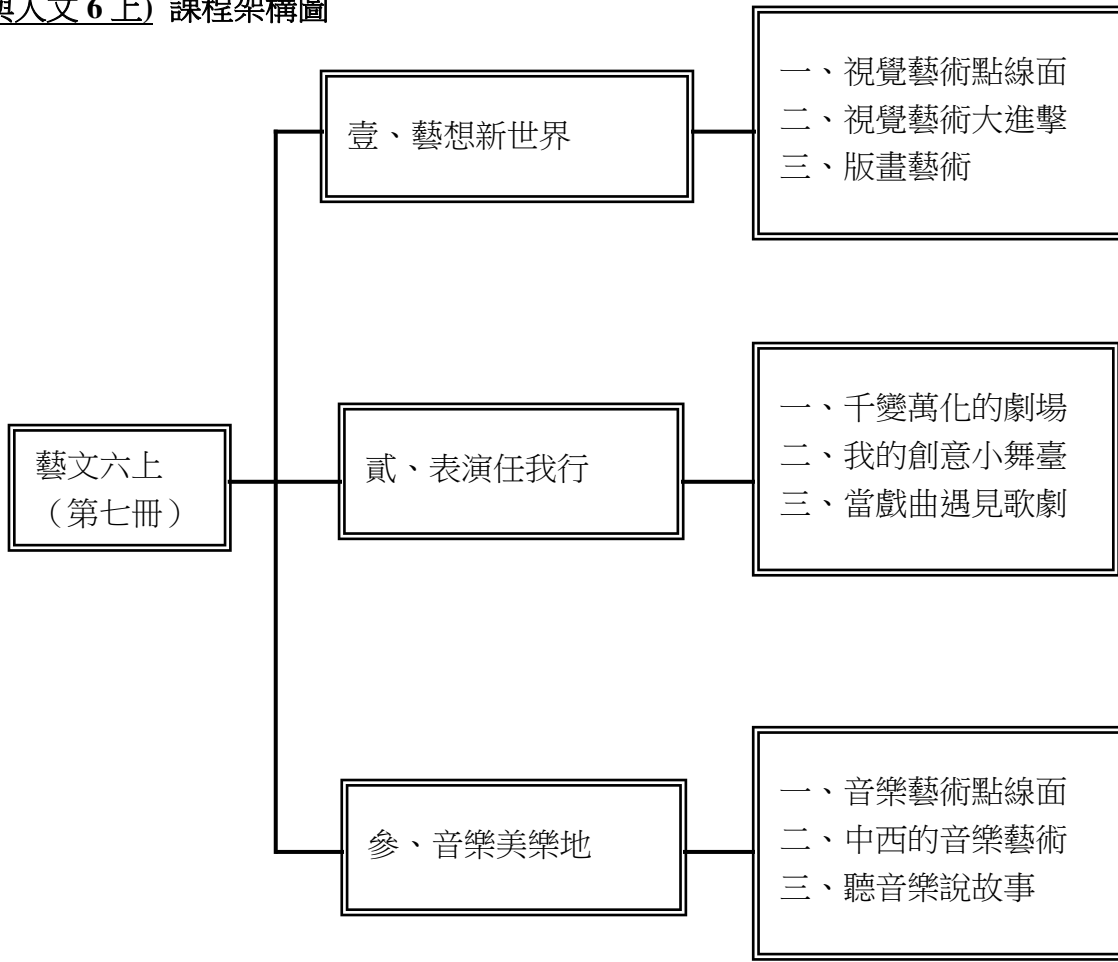 與人文 6 上) 課程架構圖
壹、藝想新世界
一、視覺藝術點線面
二、視覺藝術大進擊
三、版畫藝術
藝文六上
（第七冊）
貳、表演任我行
一、千變萬化的劇場
二、我的創意小舞臺
三、當戲曲遇見歌劇
參、音樂美樂地
一、音樂藝術點線面
二、中西的音樂藝術
三、聽音樂說故事